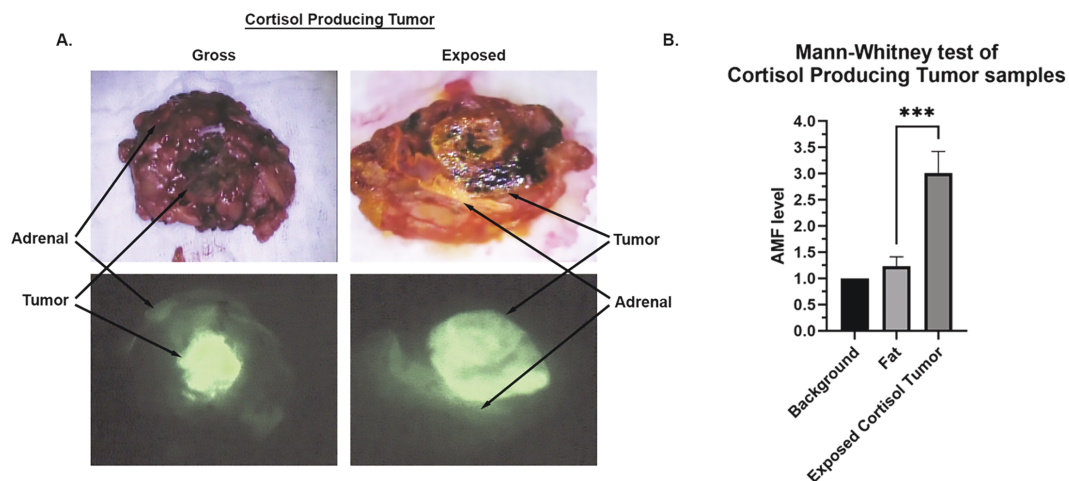 Cortisol Producing Tumor
A.
Gross
Exposed
Adrenal
Tumor
Tumor
Adrenal
B.
Mann-Whitney test of
Cortisol Producing Tumor samples
***
4.0
3.5
3.0
2.5
2.0
1.5
1.0
0.5
0.0
AMF level
Background
Fat
Exposed Cortisol Tumor